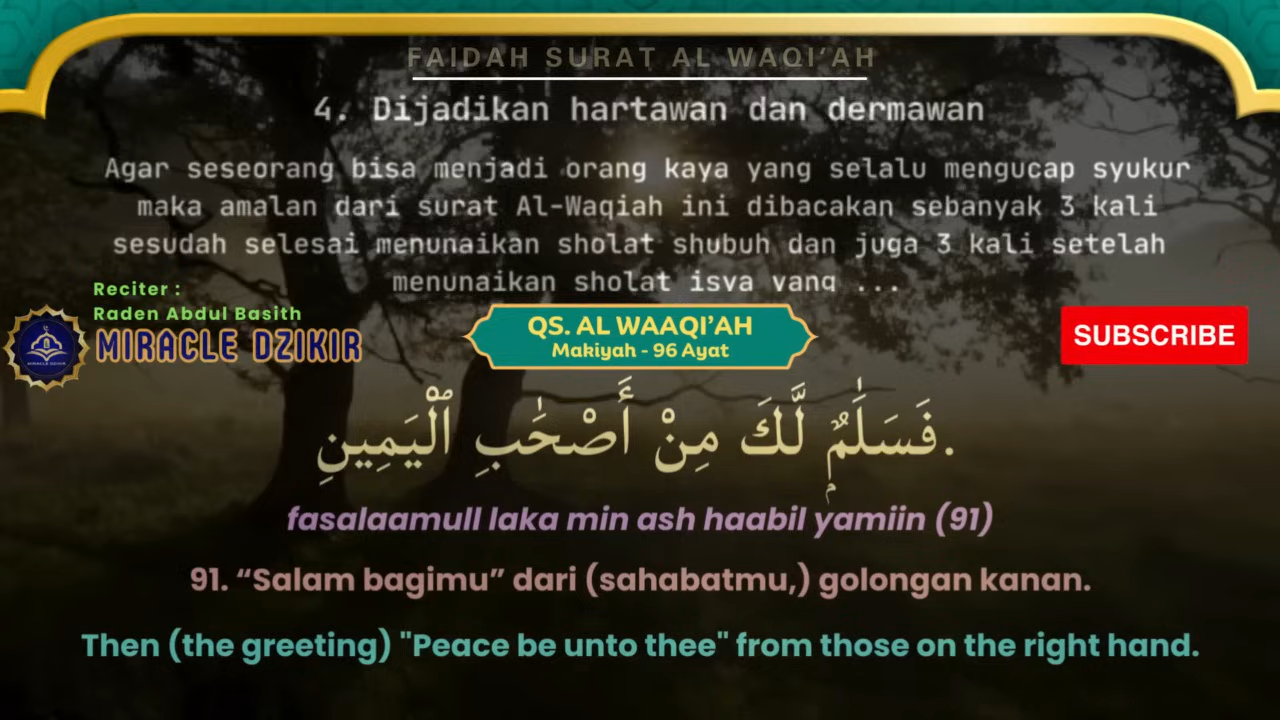 FAIDAH SURAT AL WAQI‘AH
4. Dijadikan hartawan dan dermawan
Agar seseorang bisa menjadi orang kaya yang selalu mengucap syukur
maka amalan dari surat Al-Waqiah ini dibacakan sebanyak 3 kali
sesudah selesai menunaikan sholat shubuh dan juga 3 kali setelah
menunaikan sholat isya yang ...
Reciter :
Raden Abdul Basith
MIRACLE DZIKIR
QS. AL WAAQI’AH
Makiyah - 96 Ayat
SUBSCRIBE
فَسَلَٰمٌۭ لَّكَ مِنْ أَصْحَٰبِ ٱلْيَمِينِ.
fasalaamull laka min ash haabil yamiin (91)
91. “Salam bagimu” dari (sahabatmu,) golongan kanan.
Then (the greeting) "Peace be unto thee" from those on the right hand.